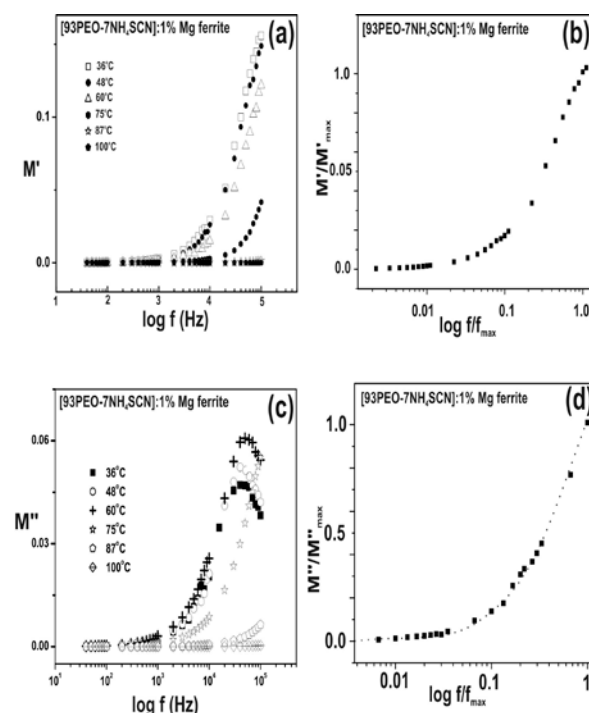 [93PEO-7NH₄SCN]:1% Mg ferrite
(a)
36°C
48°C
60°C
75°C
87°C
100°C
0.1
0.0
M'
1 2 3 4 5
log f (Hz)
[93PEO-7NH₄SCN]:1% Mg ferrite
(b)
1.0
0.05
0.0
M'/M'max
0.01 0.1 1.0
log f/fmax
[93PEO-7NH₄SCN]:1% Mg ferrite
(c)
36°C
48°C
60°C
75°C
87°C
100°C
0.06
0.03
0.00
M''
10¹ 10² 10³ 10⁴ 10⁵
log f (Hz)
[93PEO-7NH₄SCN]:1% Mg ferrite
(d)
1.0
0.5
0.0
M''/M''max
0.01 0.1 1.0
log f/fmax